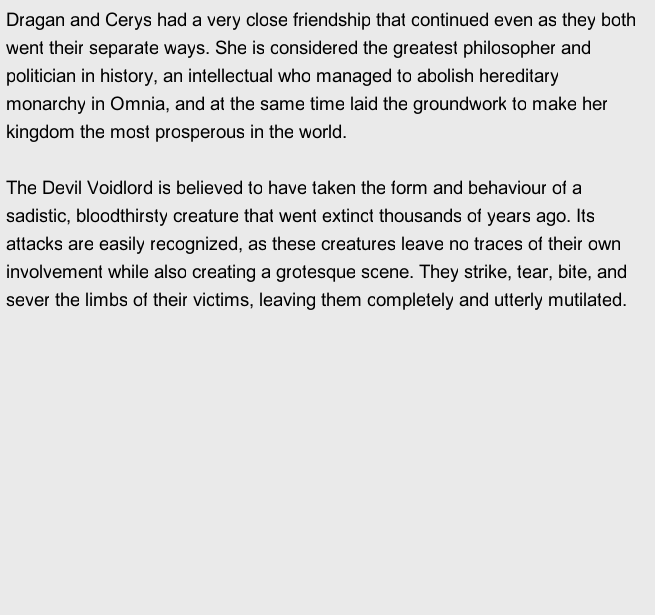 Dragan and Cerys had a very close friendship that continued even as they both
went their separate ways. She is considered the greatest philosopher and
politician in history, an intellectual who managed to abolish hereditary
monarchy in Omnia, and at the same time laid the groundwork to make her
kingdom the most prosperous in the world.

The Devil Voidlord is believed to have taken the form and behaviour of a
sadistic, bloodthirsty creature that went extinct thousands of years ago. Its
attacks are easily recognized, as these creatures leave no traces of their own
involvement while also creating a grotesque scene. They strike, tear, bite, and
sever the limbs of their victims, leaving them completely and utterly mutilated.